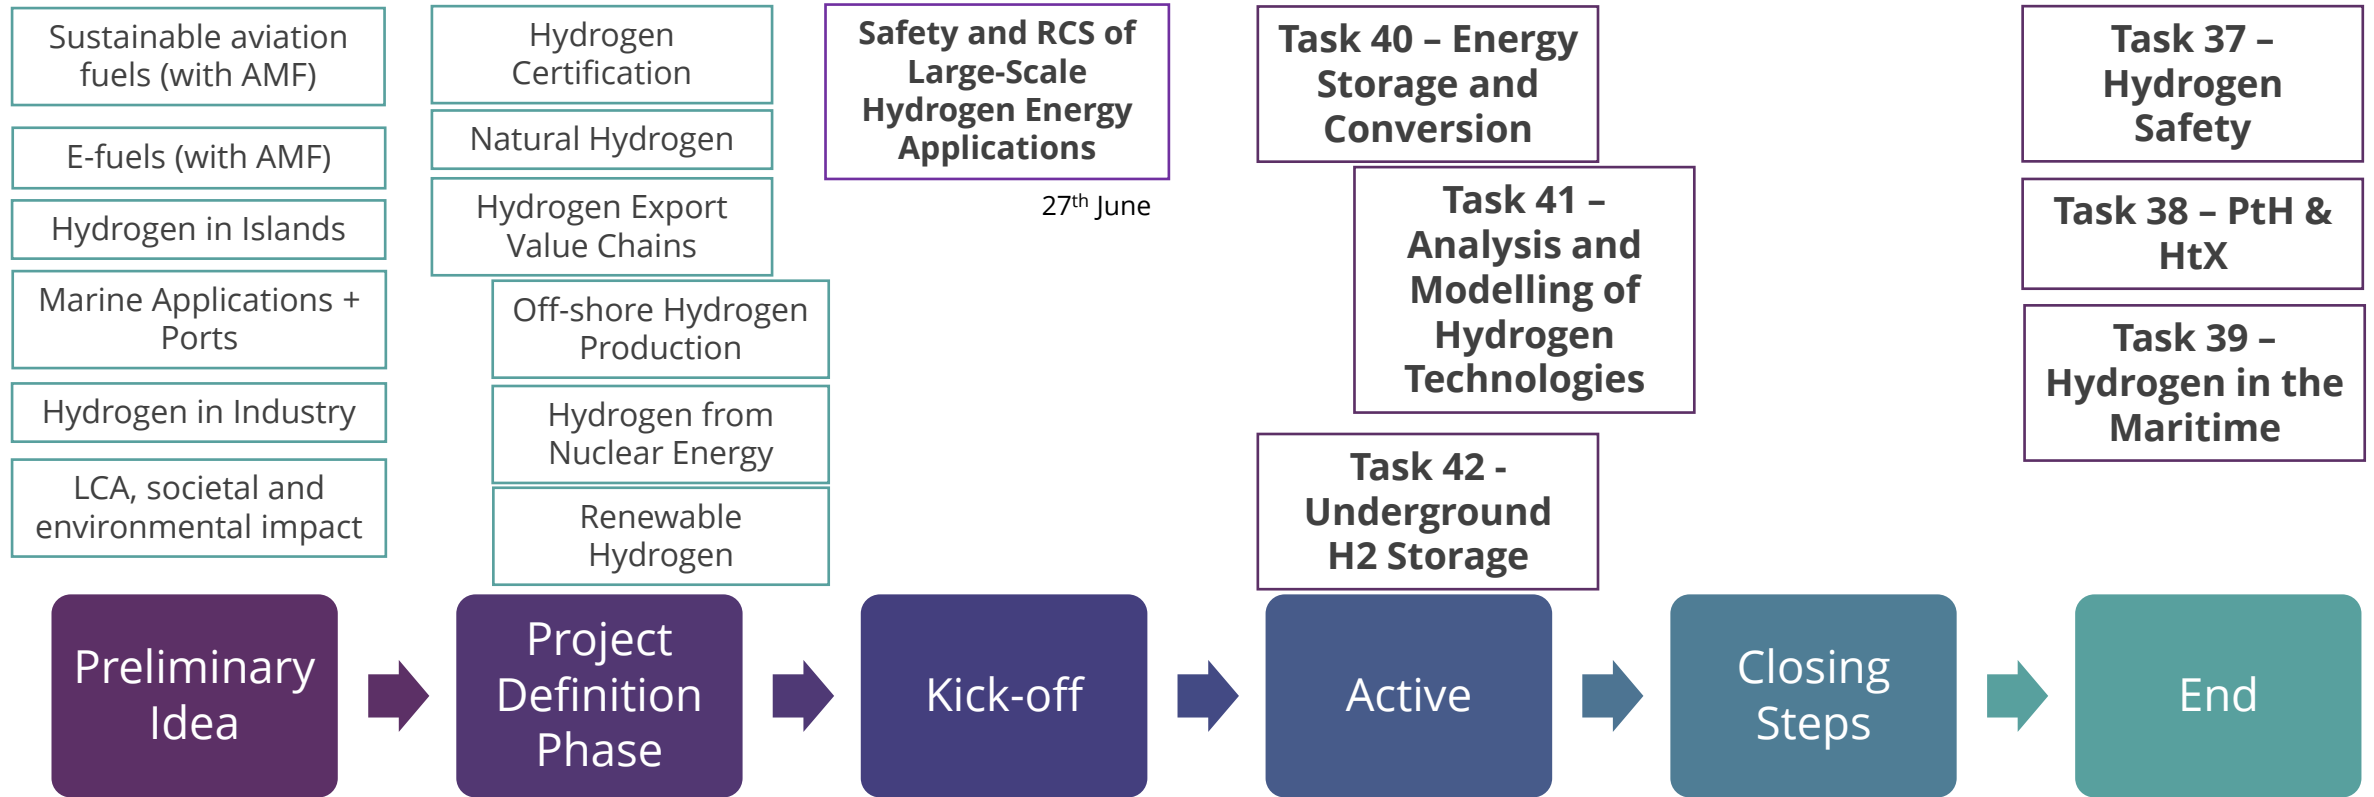 Sustainable aviation
fuels (with AMF)
E-fuels (with AMF)
Hydrogen in Islands
Marine Applications +
Ports
Hydrogen in Industry
LCA, societal and
environmental impact
Hydrogen
Certification
Natural Hydrogen
Hydrogen Export
Value Chains
Off-shore Hydrogen
Production
Hydrogen from
Nuclear Energy
Renewable
Hydrogen
Safety and RCS of
Large-Scale
Hydrogen Energy
Applications
27th June
Task 40 – Energy
Storage and
Conversion
Task 41 –
Analysis and
Modelling of
Hydrogen
Technologies
Task 42 -
Underground
H2 Storage
Task 37 –
Hydrogen
Safety
Task 38 – PtH &
HtX
Task 39 –
Hydrogen in the
Maritime
Preliminary
Idea
Project
Definition
Phase
Kick-off
Active
Closing
Steps
End